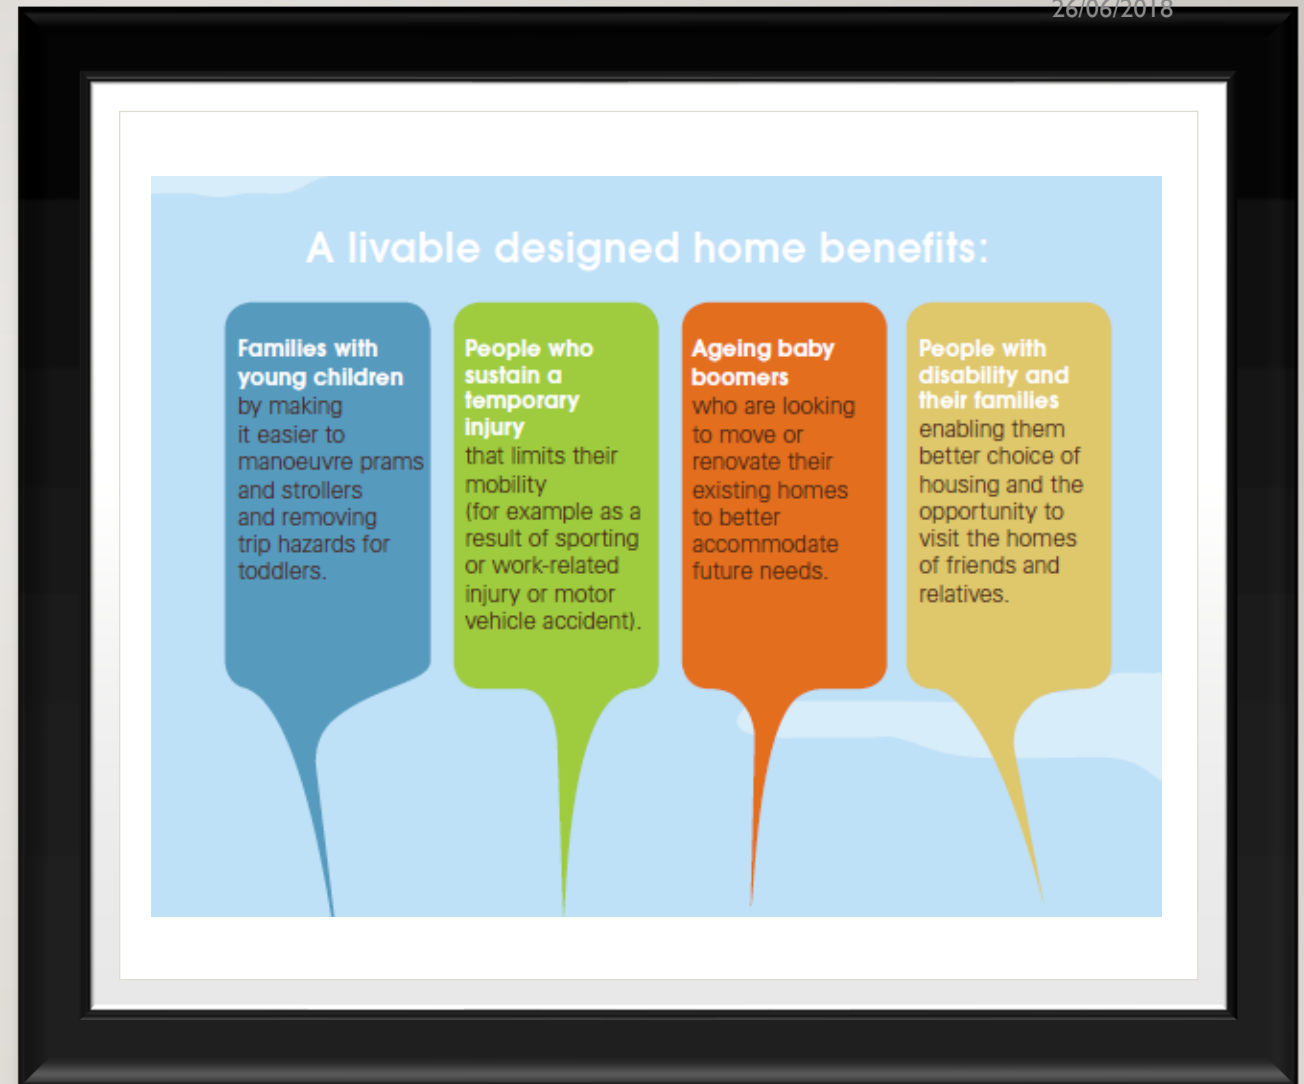 26/06/2018
A livable designed home benefits:
Families with
young children
by making
it easier to
manoeuvre prams
and strollers
and removing
trip hazards for
toddlers.
People who
sustain a
temporary
injury
that limits their
mobility
(for example as a
result of sporting
or work-related
injury or motor
vehicle accident).
Ageing baby
boomers
who are looking
to move or
renovate their
existing homes
to better
accommodate
future needs.
People with
disability and
their families
enabling them
better choice of
housing and the
opportunity to
visit the homes
of friends and
relatives.